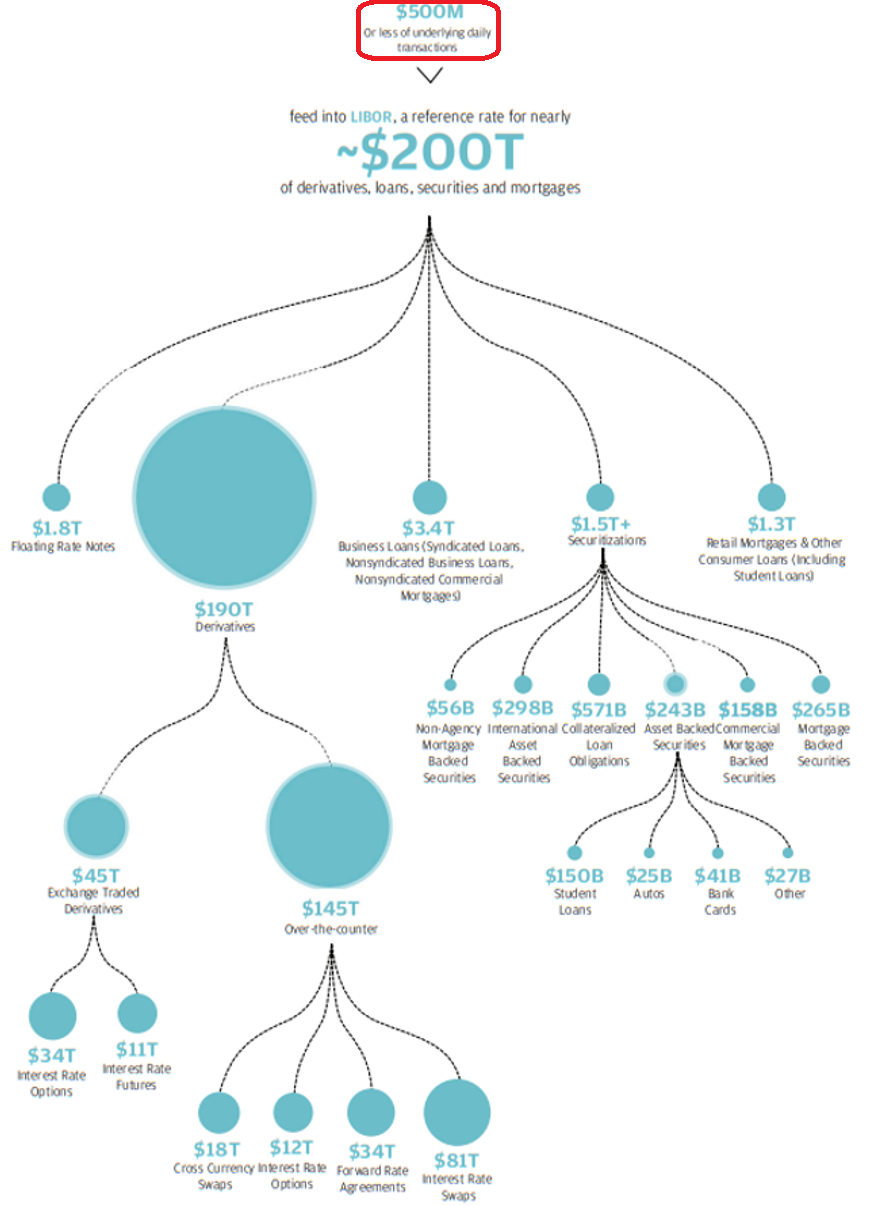 $500M
Or less of underlying daily
transactions
feed into LIBOR, a reference rate for nearly
~$200T
of derivatives, loans, securities and mortgages
$1.8T
Floating Rate Notes
$190T
Derivatives
$3.4T
Business Loans (Syndicated Loans,
Nonsyndicated Business Loans,
Nonsyndicated Commercial
Mortgages)
$1.5T+
Securitizations
$1.3T
Retail Mortgages & Other
Consumer Loans (Including
Student Loans)
$56B
Non-Agency
Mortgage
Backed
Securities
$298B
International
Asset
Backed
Securities
$571B
Collateralized
Loan
Obligations
$243B
Asset Backed
Securities
$158B
Commercial
Mortgage
Backed
Securities
$265B
Mortgage
Backed
Securities
$45T
Exchange Traded
Derivatives
$145T
Over-the-counter
$150B
Student
Loans
$25B
Autos
$41B
Bank
Cards
$27B
Other
$34T
Interest Rate
Options
$11T
Interest Rate
Futures
$18T
Cross Currency
Swaps
$12T
Interest Rate
Options
$34T
Forward Rate
Agreements
$81T
Interest Rate
Swaps